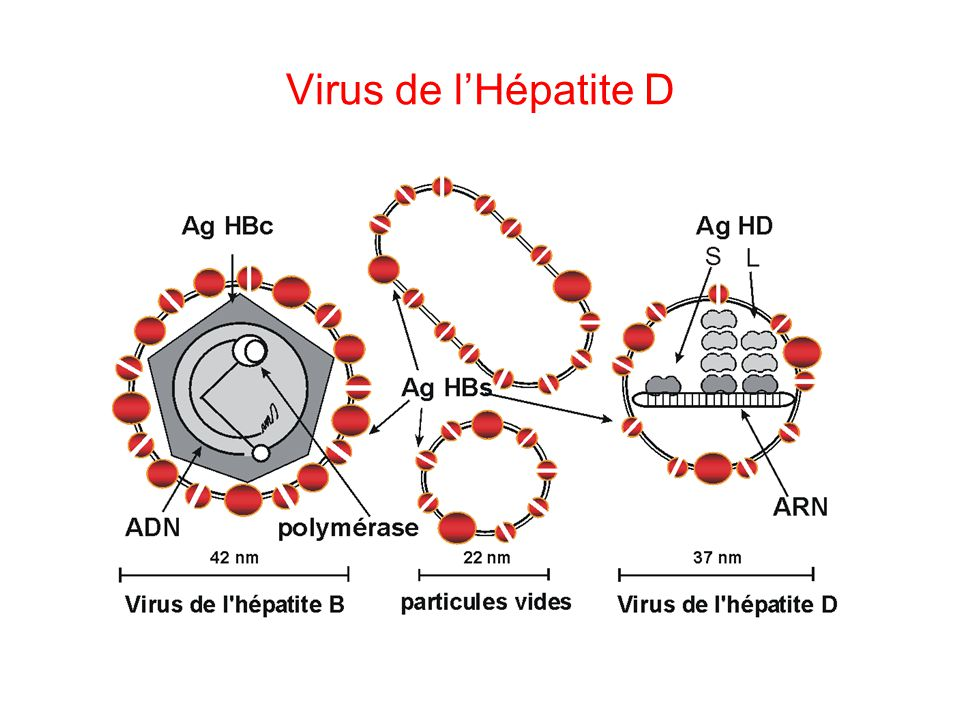 Virus de l’Hépatite D
Ag HBc
Ag HD
S L
Ag HBs
ADN
polymérase
ARN
42 nm
22 nm
37 nm
Virus de l'hépatite B
particules vides
Virus de l'hépatite D